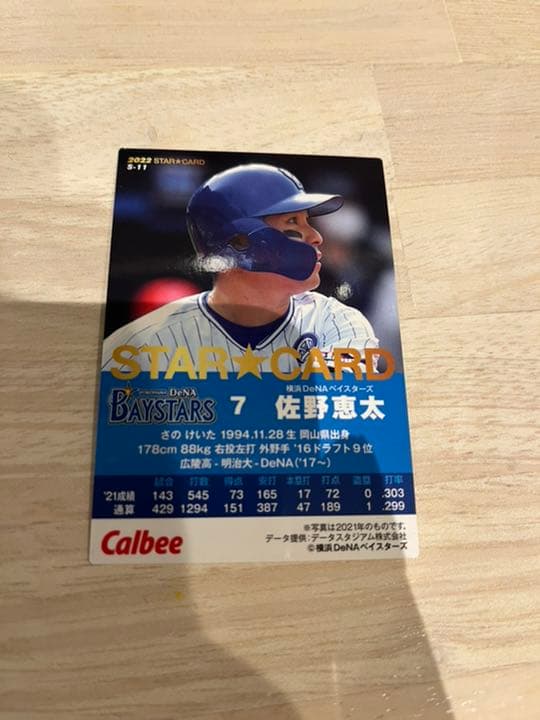 2022 STAR★CARD
S-11
STAR★CARD
DeNA
BAYSTARS
7
横浜DeNAベイスターズ
佐野恵太
さの けいた 1994.11.28生 岡山県出身
178cm 88kg 右投左打 外野手 '16ドラフト9位
広陵高-明治大-DeNA('17〜)
試合 打数 得点 安打 本塁打 打点 盗塁 打率
'21成績 143 545 73 165 17 72 0 .303
通算 429 1294 151 387 47 189 1 .299
Calbee
※写真は2021年のものです。
データ提供:データスタジアム株式会社
©横浜DeNAベイスターズ